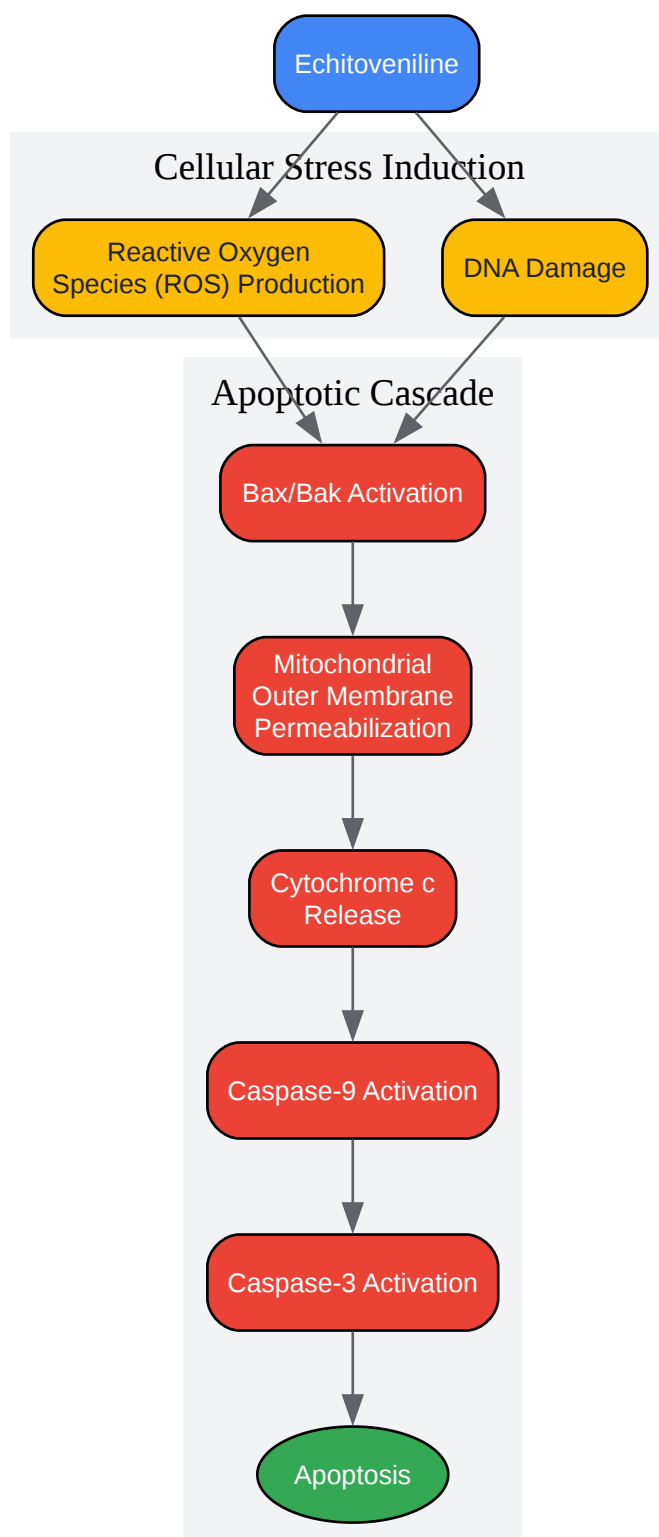 Echitoveniline
Cellular Stress Induction
Reactive Oxygen
Species (ROS) Production
DNA Damage
Apoptotic Cascade
Bax/Bak Activation
Mitochondrial
Outer Membrane
Permeabilization
Cytochrome c
Release
Caspase-9 Activation
Caspase-3 Activation
Apoptosis